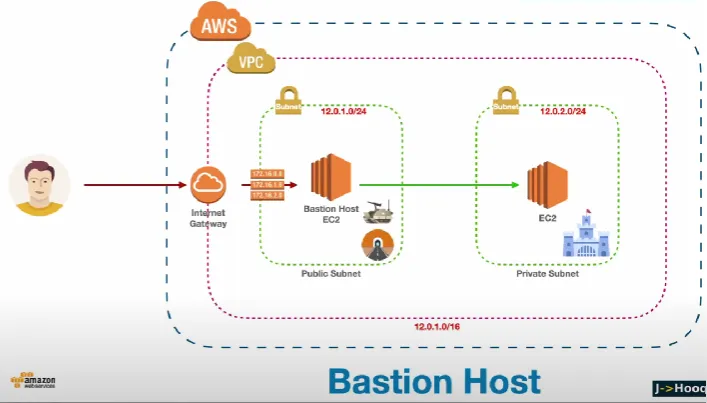 AWS
VPC
Subnet
12.0.1.0/24
Subnet
12.0.2.0/24
172.16.0.0
172.16.1.0
172.16.2.0
Internet
Gateway
Bastion Host
EC2
EC2
Public Subnet
Private Subnet
12.0.1.0/16
amazon
webservices
Bastion Host
J->Hooq